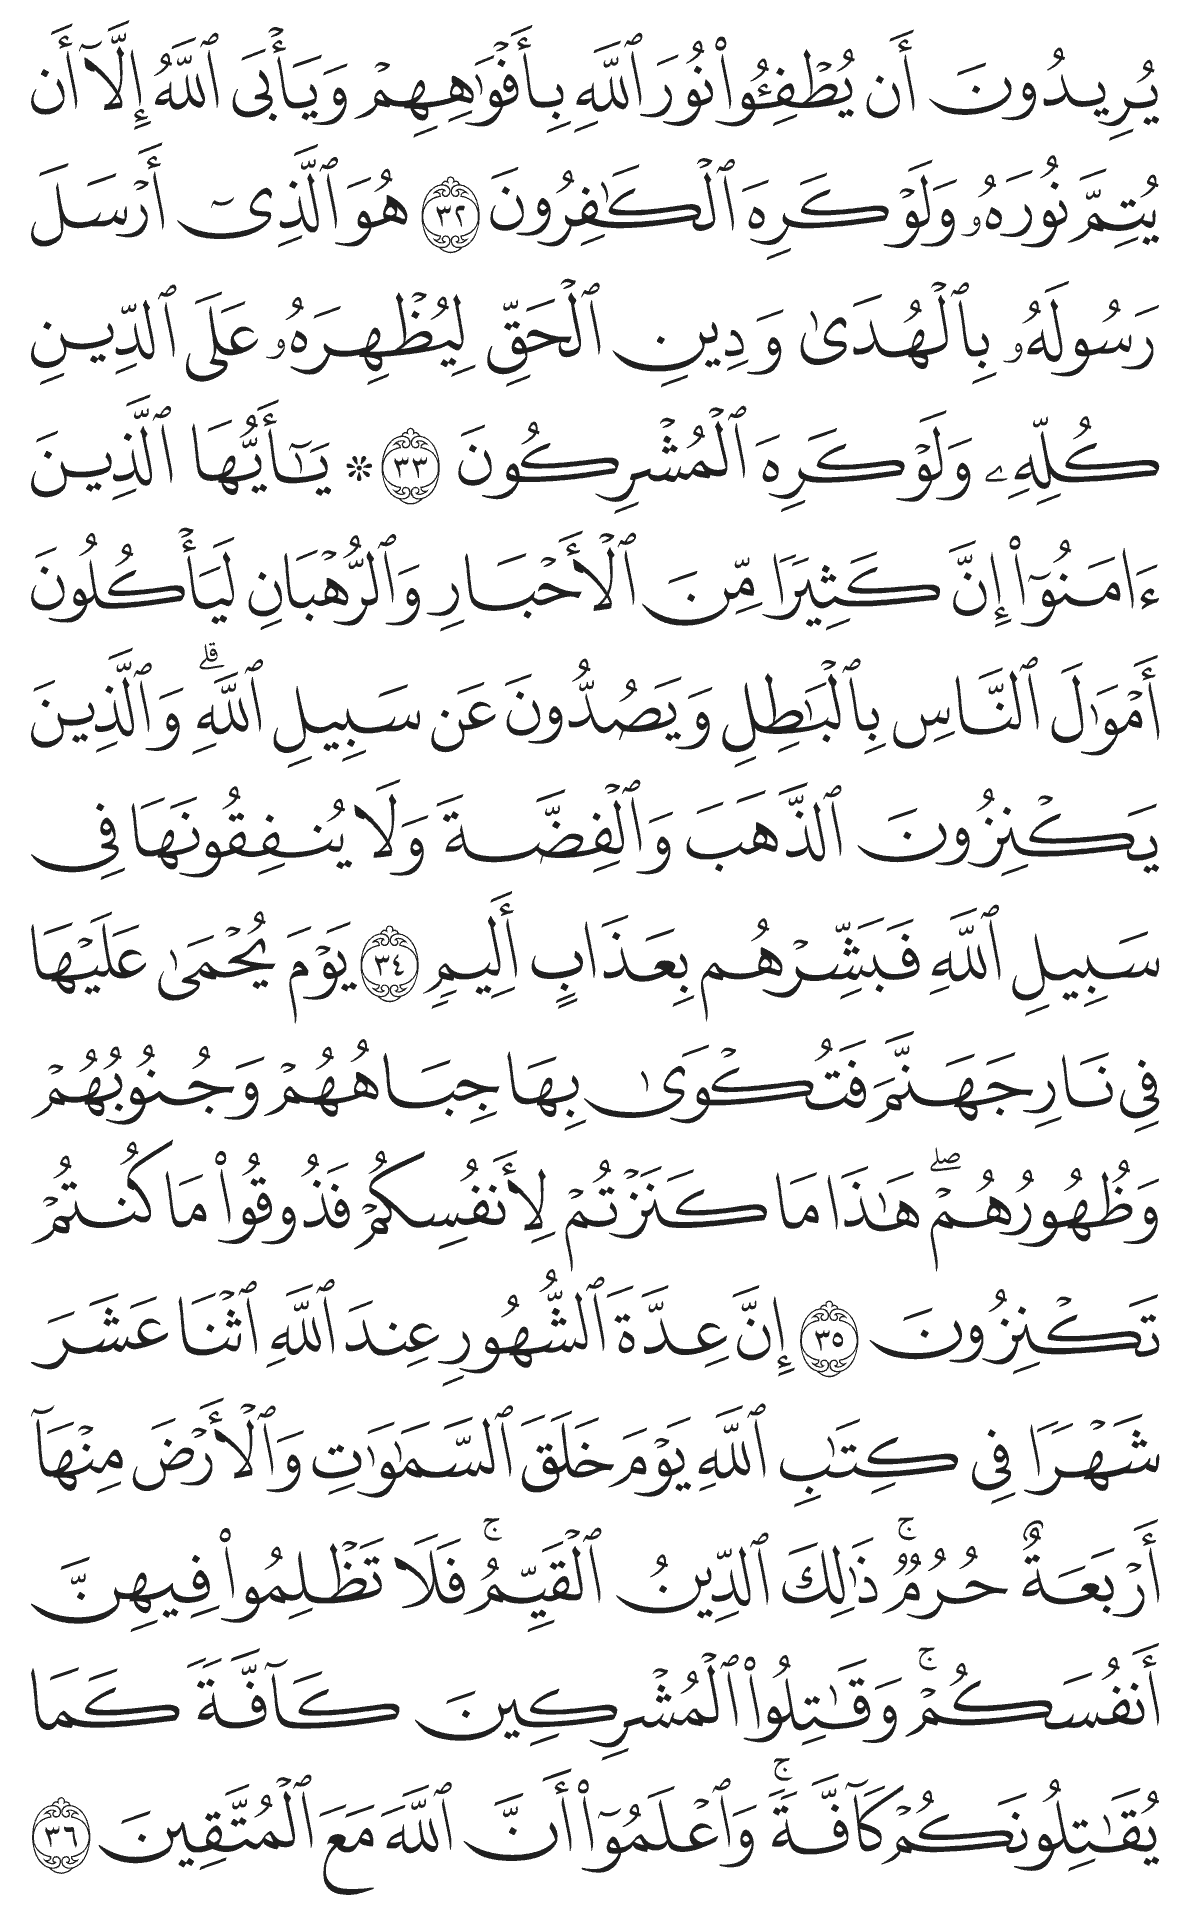 يُرِيدُونَ أَن يُطْفِـُٔوا۟ نُورَ ٱللَّهِ بِأَفْوَٰهِهِمْ وَيَأْبَى ٱللَّهُ إِلَّآ أَن
يُتِمَّ نُورَهُۥ وَلَوْ كَرِهَ ٱلْكَـٰفِرُونَ ٣٢ هُوَ ٱلَّذِىٓ أَرْسَلَ
رَسُولَهُۥ بِٱلْهُدَىٰ وَدِينِ ٱلْحَقِّ لِيُظْهِرَهُۥ عَلَى ٱلدِّينِ
كُلِّهِۦ وَلَوْ كَرِهَ ٱلْمُشْرِكُونَ ٣٣ ۞ يَـٰٓأَيُّهَا ٱلَّذِينَ
ءَامَنُوٓا۟ إِنَّ كَثِيرًا مِّنَ ٱلْأَحْبَارِ وَٱلرُّهْبَانِ لَيَأْكُلُونَ
أَمْوَٰلَ ٱلنَّاسِ بِٱلْبَـٰطِلِ وَيَصُدُّونَ عَن سَبِيلِ ٱللَّهِ ۗ وَٱلَّذِينَ
يَكْنِزُونَ ٱلذَّهَبَ وَٱلْفِضَّةَ وَلَا يُنفِقُونَهَا فِى
سَبِيلِ ٱللَّهِ فَبَشِّرْهُم بِعَذَابٍ أَلِيمٍ ٣٤ يَوْمَ يُحْمَىٰ عَلَيْهَا
فِى نَارِ جَهَنَّمَ فَتُكْوَىٰ بِهَا جِبَاهُهُمْ وَجُنُوبُهُمْ
وَظُهُورُهُمْ ۖ هَـٰذَا مَا كَنَزْتُمْ لِأَنفُسِكُمْ فَذُوقُوا۟ مَا كُنتُمْ
تَكْنِزُونَ ٣٥ إِنَّ عِدَّةَ ٱلشُّهُورِ عِندَ ٱللَّهِ ٱثْنَا عَشَرَ
شَهْرًا فِى كِتَـٰبِ ٱللَّهِ يَوْمَ خَلَقَ ٱلسَّمَـٰوَٰتِ وَٱلْأَرْضَ مِنْهَآ
أَرْبَعَةٌ حُرُمٌ ۚ ذَٰلِكَ ٱلدِّينُ ٱلْقَيِّمُ ۚ فَلَا تَظْلِمُوا۟ فِيهِنَّ
أَنفُسَكُمْ ۚ وَقَـٰتِلُوا۟ ٱلْمُشْرِكِينَ كَآفَّةً كَمَا
يُقَـٰتِلُونَكُمْ كَآفَّةً ۚ وَٱعْلَمُوٓا۟ أَنَّ ٱللَّهَ مَعَ ٱلْمُتَّقِينَ ٣٦